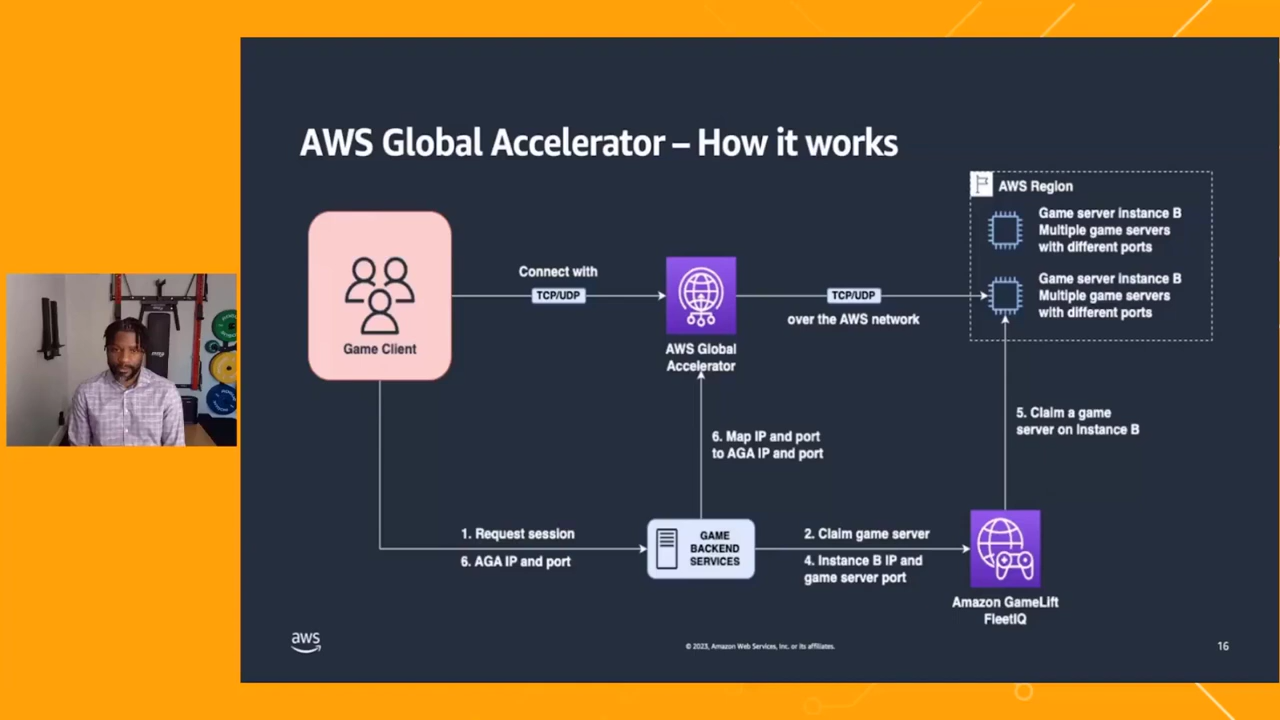 AWS Global Accelerator – How it works
AWS Region
Game server instance B
Multiple game servers
with different ports
Game server instance B
Multiple game servers
with different ports
Connect with
TCP/UDP
TCP/UDP
over the AWS network
Game Client
AWS Global
Accelerator
6. Map IP and port
to AGA IP and port
5. Claim a game
server on Instance B
1. Request session
6. AGA IP and port
GAME
BACKEND
SERVICES
2. Claim game server
4. Instance B IP and
game server port
Amazon GameLift
FleetIQ
aws
© 2023, Amazon Web Services, Inc. or its affiliates.
16